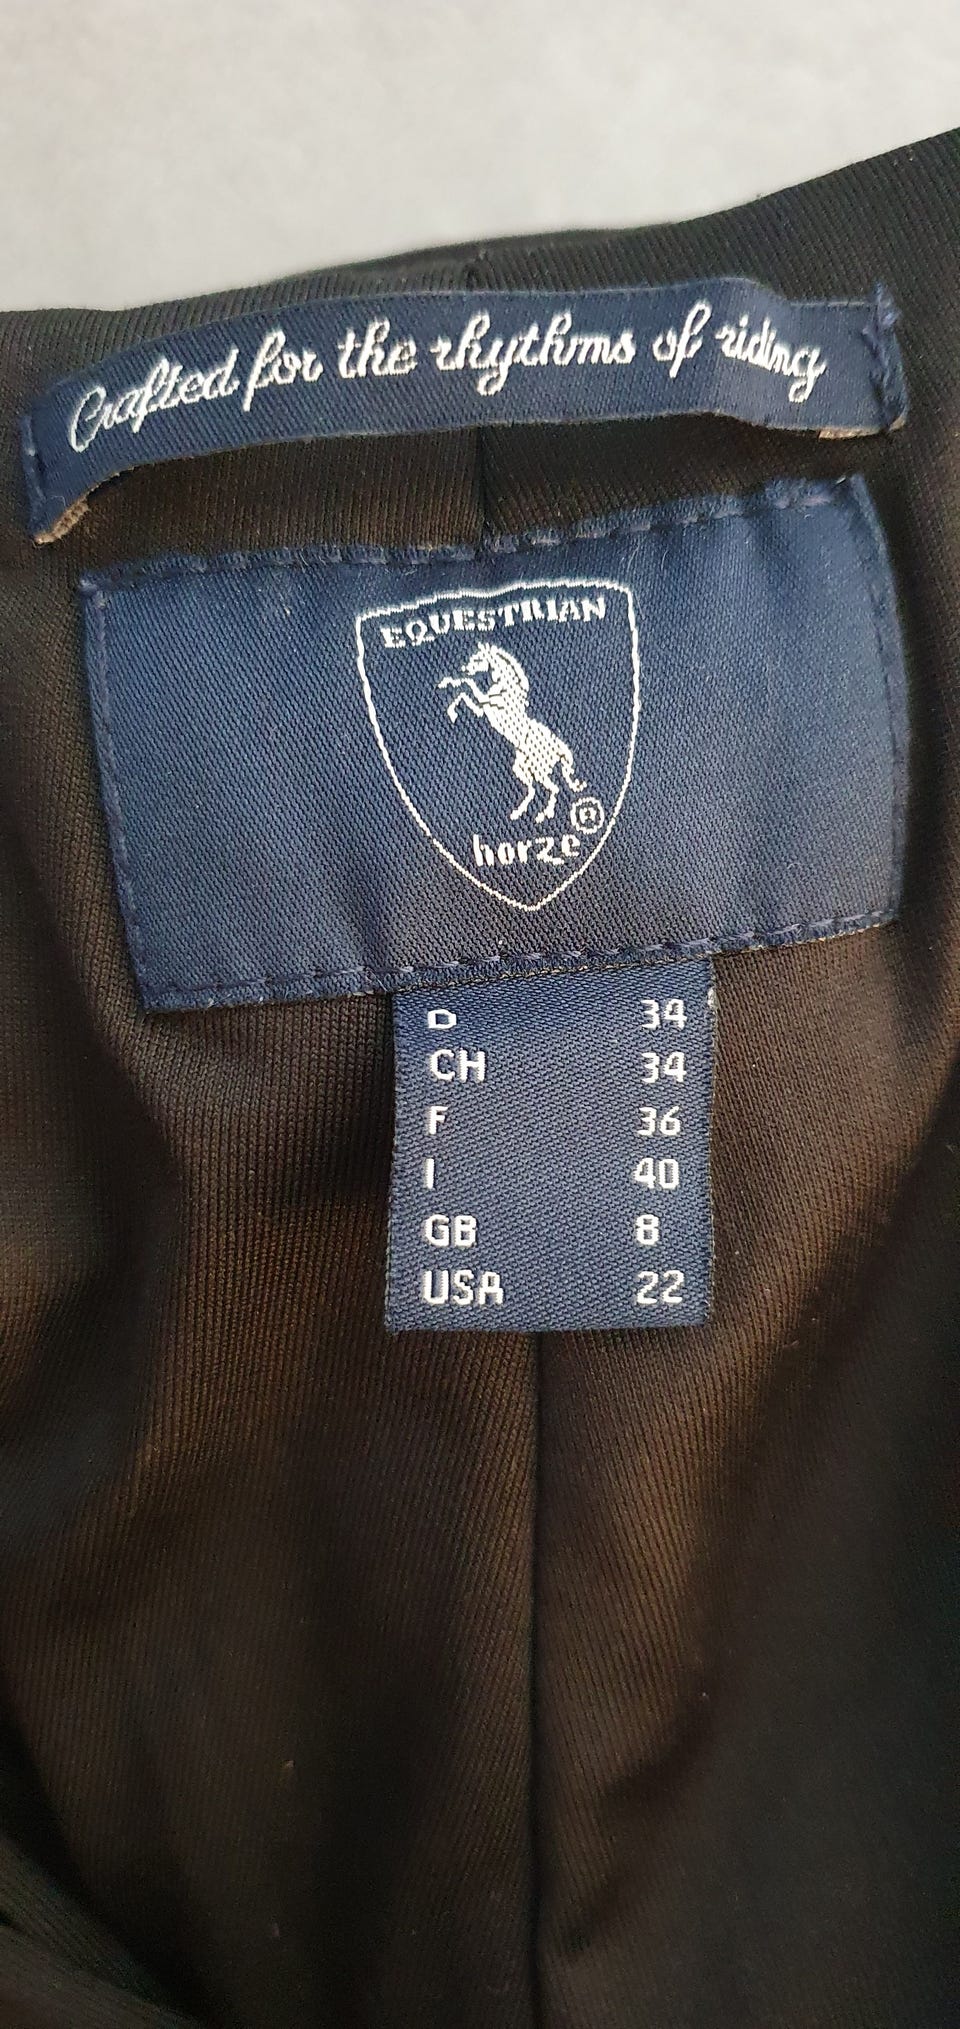 Crafted for the rhythms of riding
EQUESTRIAN
®
horze
D 34
CH 34
F 36
I 40
GB 8
USA 22